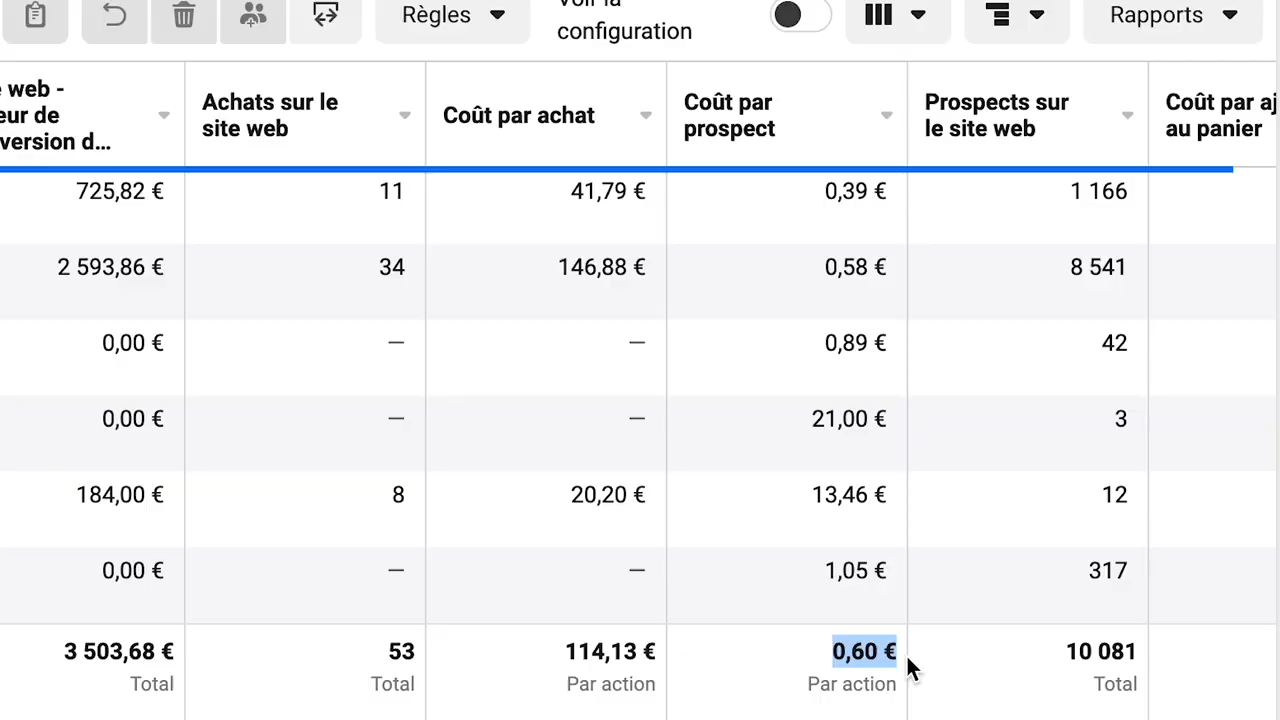 Règles
Voir la
configuration
Rapports
e web -
eur de
version d...
Achats sur le
site web
Coût par achat
Coût par
prospect
Prospects sur
le site web
Coût par aj
au panier
725,82 € 11 41,79 € 0,39 € 1 166
2 593,86 € 34 146,88 € 0,58 € 8 541
0,00 € — — 0,89 € 42
0,00 € — — 21,00 € 3
184,00 € 8 20,20 € 13,46 € 12
0,00 € — — 1,05 € 317
3 503,68 € 53 114,13 € 0,60 € 10 081
Total Total Par action Par action Total